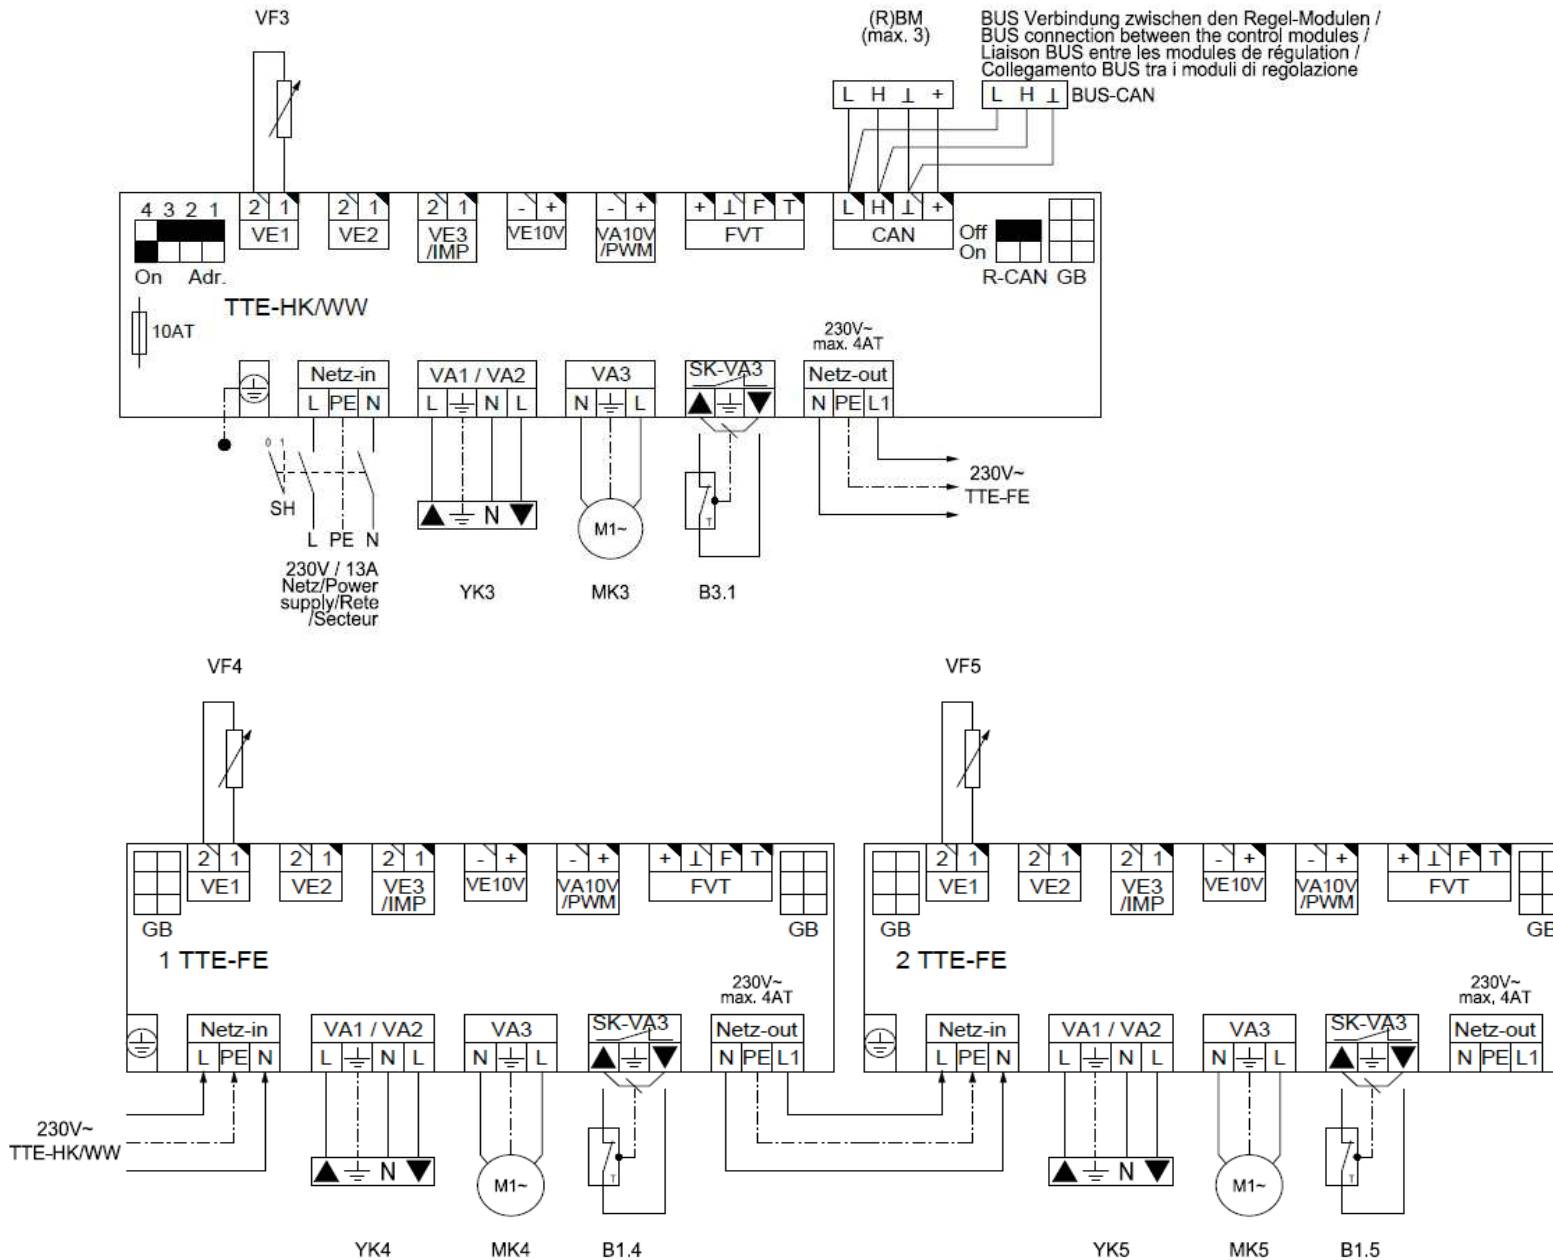 VF3
(R)BM
(max. 3)
BUS Verbindung zwischen den Regel-Modulen /
BUS connection between the control modules /
Liaison BUS entre les modules de régulation /
Collegamento BUS tra i moduli di regolazione
L H ⊥ +
L H ⊥ BUS-CAN
4 3 2 1
On Adr.
2 1
VE1
2 1
VE2
2 1
VE3
/IMP
- +
VE10V
- +
VA10V
/PWM
+ ⊥ F T
FVT
L H ⊥ +
CAN
Off
On
R-CAN GB
TTE-HK/WW
10AT
230V~
max. 4AT
Netz-in
L PE N
VA1 / VA2
L ⏚ N L
VA3
N ⏚ L
SK-VA3
▲ ⏚ ▼
Netz-out
N PE L1
0 1
SH
L PE N
230V / 13A
Netz/Power
supply/Rete
/Secteur
▲ ⏚ N ▼
YK3
M1~
MK3
T
B3.1
230V~
TTE-FE
VF4
VF5
GB
2 1
VE1
2 1
VE2
2 1
VE3
/IMP
- +
VE10V
- +
VA10V
/PWM
+ ⊥ F T
FVT
GB
1 TTE-FE
230V~
max. 4AT
Netz-in
L PE N
VA1 / VA2
L ⏚ N L
VA3
N ⏚ L
SK-VA3
▲ ⏚ ▼
Netz-out
N PE L1
230V~
TTE-HK/WW
▲ ⏚ N ▼
YK4
M1~
MK4
T
B1.4
GB
2 1
VE1
2 1
VE2
2 1
VE3
/IMP
- +
VE10V
- +
VA10V
/PWM
+ ⊥ F T
FVT
GB
2 TTE-FE
230V~
max, 4AT
Netz-in
L PE N
VA1 / VA2
L ⏚ N L
VA3
N ⏚ L
SK-VA3
▲ ⏚ ▼
Netz-out
N PE L1
▲ ⏚ N ▼
YK5
M1~
MK5
T
B1.5